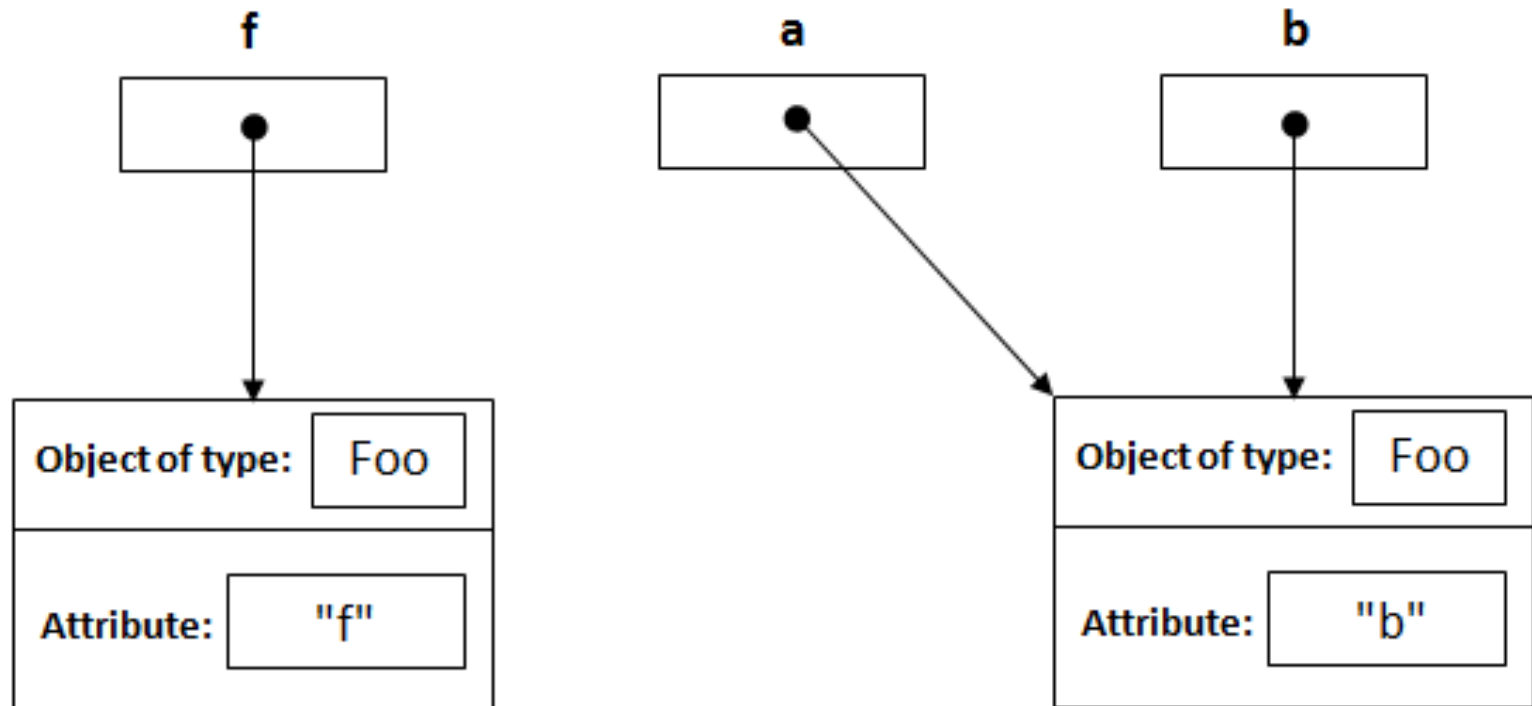 f a b
Object of type: Foo Object of type: Foo
Attribute: "f" Attribute: "b"